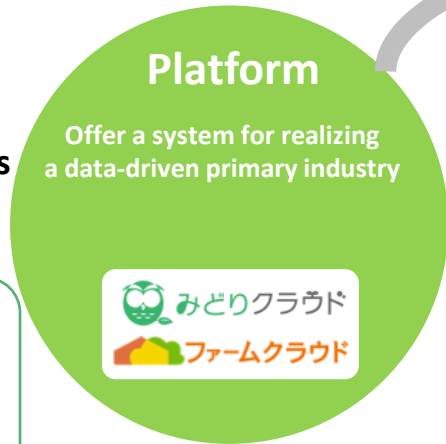 Platform
Offer a system for realizing
a data-driven primary industry
s
みどりクラウド
ファームクラウド